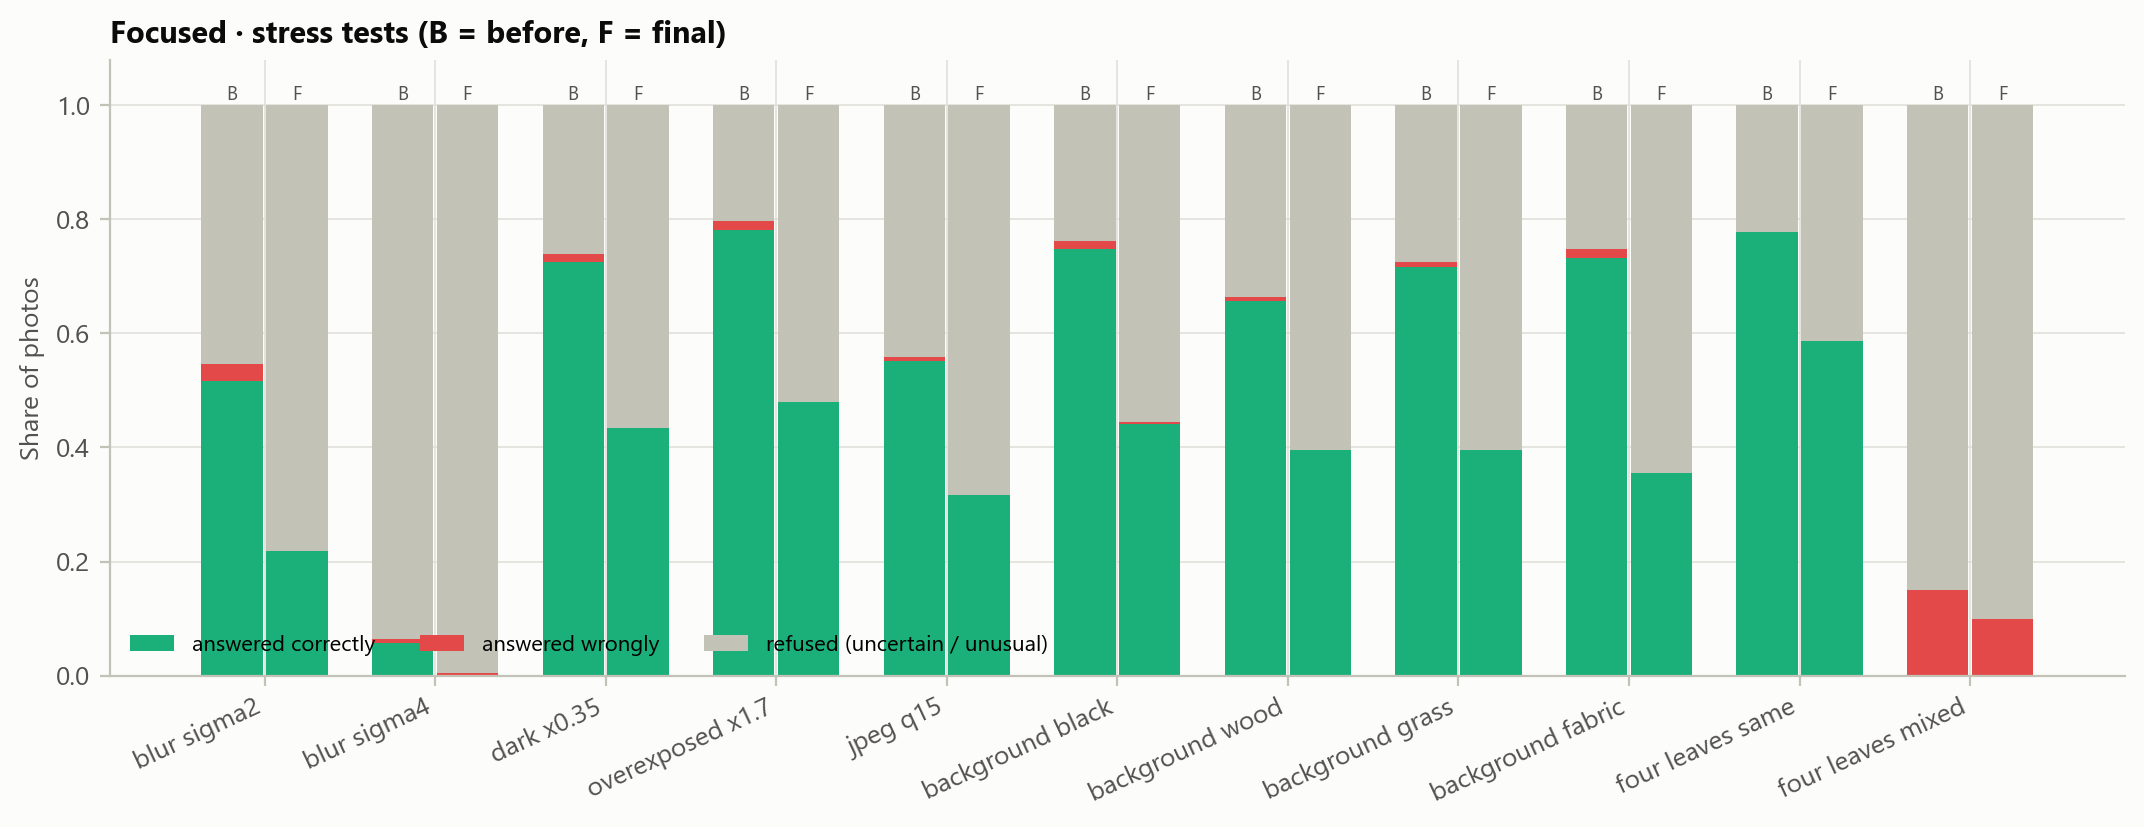 Focused · stress tests (B = before, F = final)
B F B F B F B F B F B F B F B F B F B F B F
1.0
0.8
0.6
0.4
0.2
0.0
Share of photos
answered correctly answered wrongly refused (uncertain / unusual)
blur sigma2
blur sigma4
dark x0.35
overexposed x1.7
jpeg q15
background black
background wood
background grass
background fabric
four leaves same
four leaves mixed